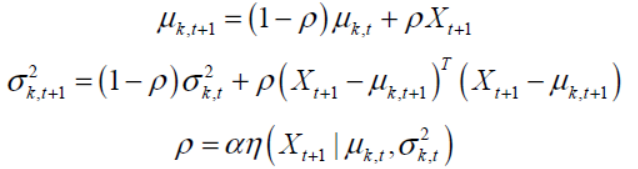 μ_{k,t+1} = (1 − ρ) μ_{k,t} + ρ X_{t+1}
σ²_{k,t+1} = (1 − ρ) σ²_{k,t} + ρ (X_{t+1} − μ_{k,t+1})^T (X_{t+1} − μ_{k,t+1})
ρ = αη (X_{t+1} | μ_{k,t}, σ²_{k,t})